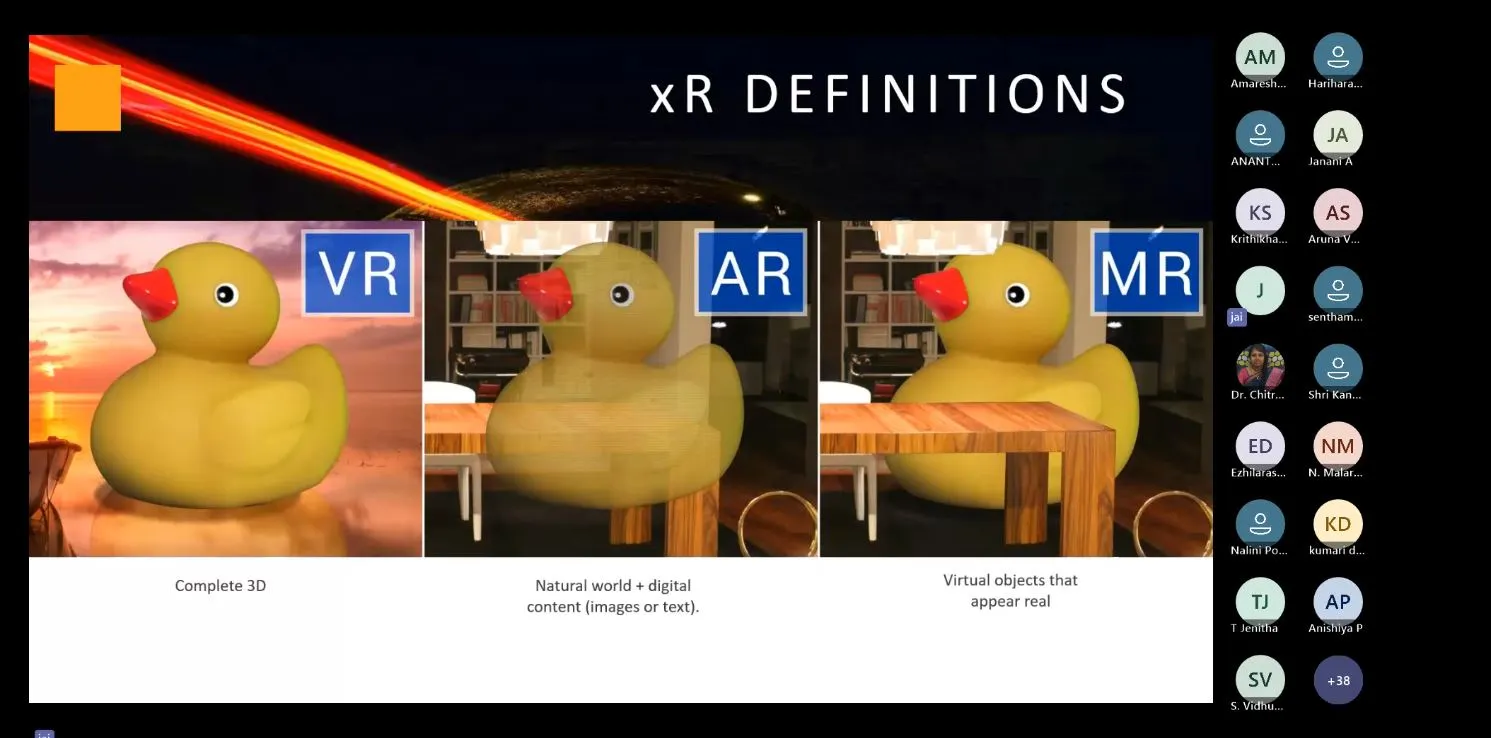 xR DEFINITIONS
VR
AR
MR
Complete 3D
Natural world + digital
content (images or text).
Virtual objects that
appear real
AM
Amaresh...
Harihara...
ANANT...
JA
Janani A
KS
Krithikha...
AS
Aruna V...
J
jai
sentham...
Dr. Chitr...
Shri Kan...
ED
Ezhilaras...
NM
N. Malar...
Nalini Po...
KD
kumari d...
TJ
T Jenitha
AP
Anishiya P
SV
S. Vidhu...
+38
jai